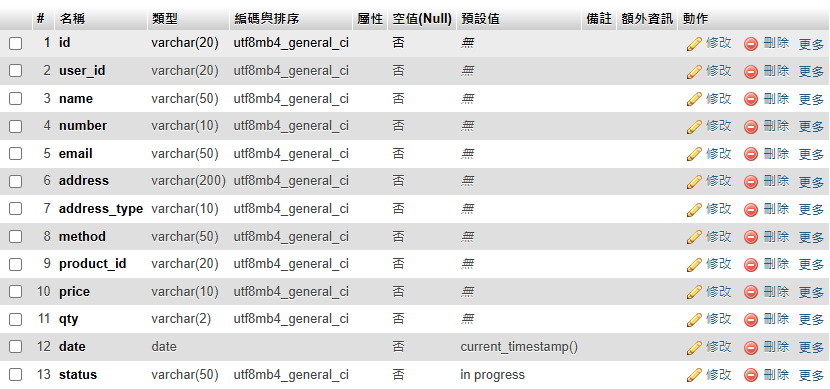 # 名稱 類型 編碼與排序 屬性 空值(Null) 預設值 備註 額外資訊 動作
1 id varchar(20) utf8mb4_general_ci 否 無 修改 刪除 更多
2 user_id varchar(20) utf8mb4_general_ci 否 無 修改 刪除 更多
3 name varchar(50) utf8mb4_general_ci 否 無 修改 刪除 更多
4 number varchar(10) utf8mb4_general_ci 否 無 修改 刪除 更多
5 email varchar(50) utf8mb4_general_ci 否 無 修改 刪除 更多
6 address varchar(200) utf8mb4_general_ci 否 無 修改 刪除 更多
7 address_type varchar(10) utf8mb4_general_ci 否 無 修改 刪除 更多
8 method varchar(50) utf8mb4_general_ci 否 無 修改 刪除 更多
9 product_id varchar(20) utf8mb4_general_ci 否 無 修改 刪除 更多
10 price varchar(10) utf8mb4_general_ci 否 無 修改 刪除 更多
11 qty varchar(2) utf8mb4_general_ci 否 無 修改 刪除 更多
12 date date 否 current_timestamp() 修改 刪除 更多
13 status varchar(50) utf8mb4_general_ci 否 in progress 修改 刪除 更多